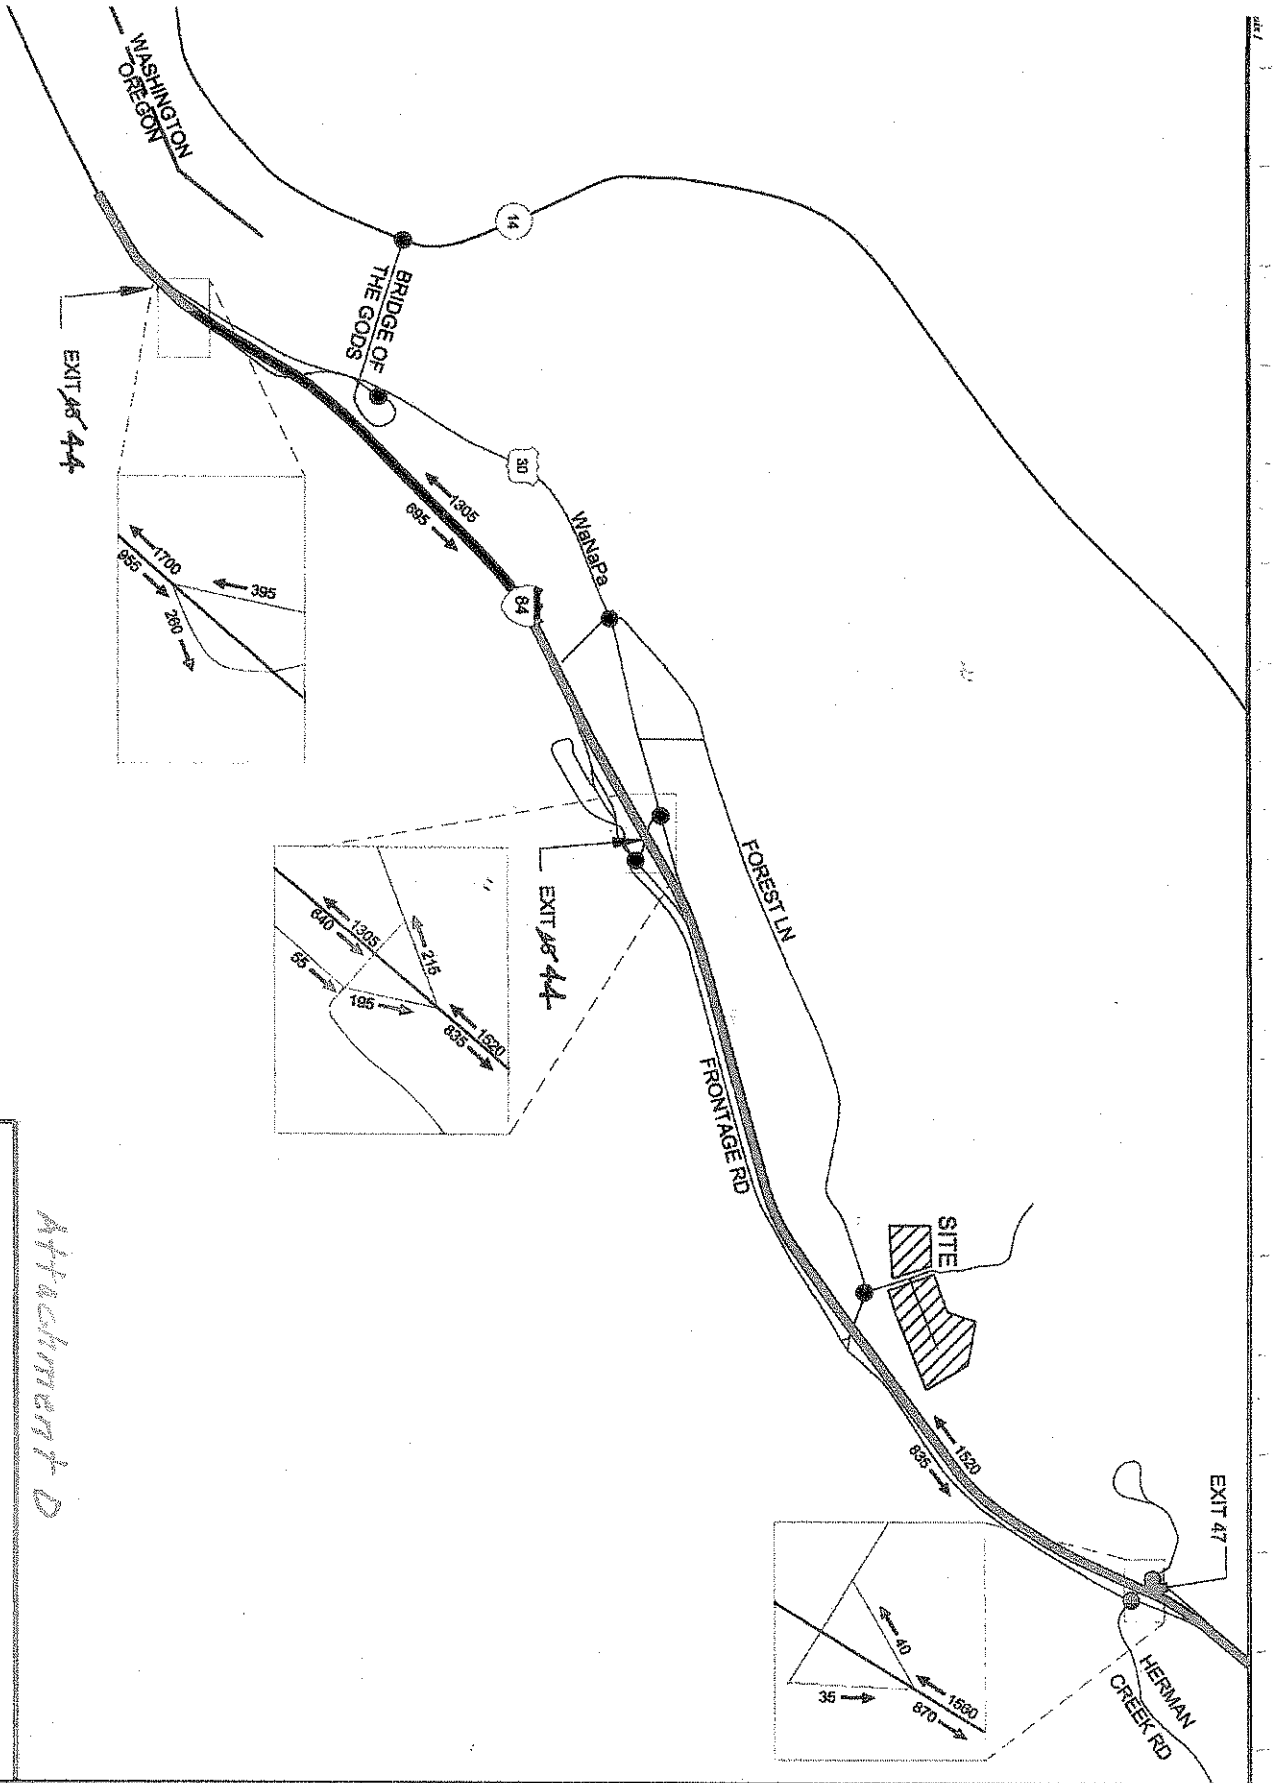 WASHINGTON
OREGON
14
BRIDGE OF
THE GODS
EXIT 44
30
1305
695
WaNaPa
84
1700
955
395
260
EXIT 44
FOREST LN
1305
640
215
55
195
1520
835
FRONTAGE RD
SITE
1520
835
EXIT 47
HERMAN
CREEK RD
40
35
1560
870
Attachment D